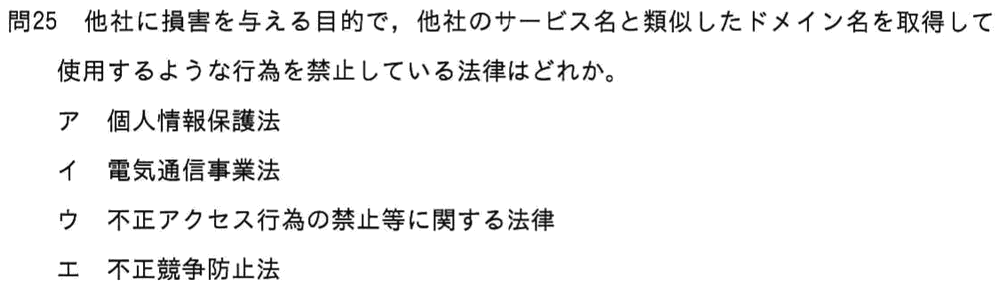 問25 他社に損害を与える目的で，他社のサービス名と類似したドメイン名を取得して
使用するような行為を禁止している法律はどれか。
ア 個人情報保護法
イ 電気通信事業法
ウ 不正アクセス行為の禁止等に関する法律
エ 不正競争防止法